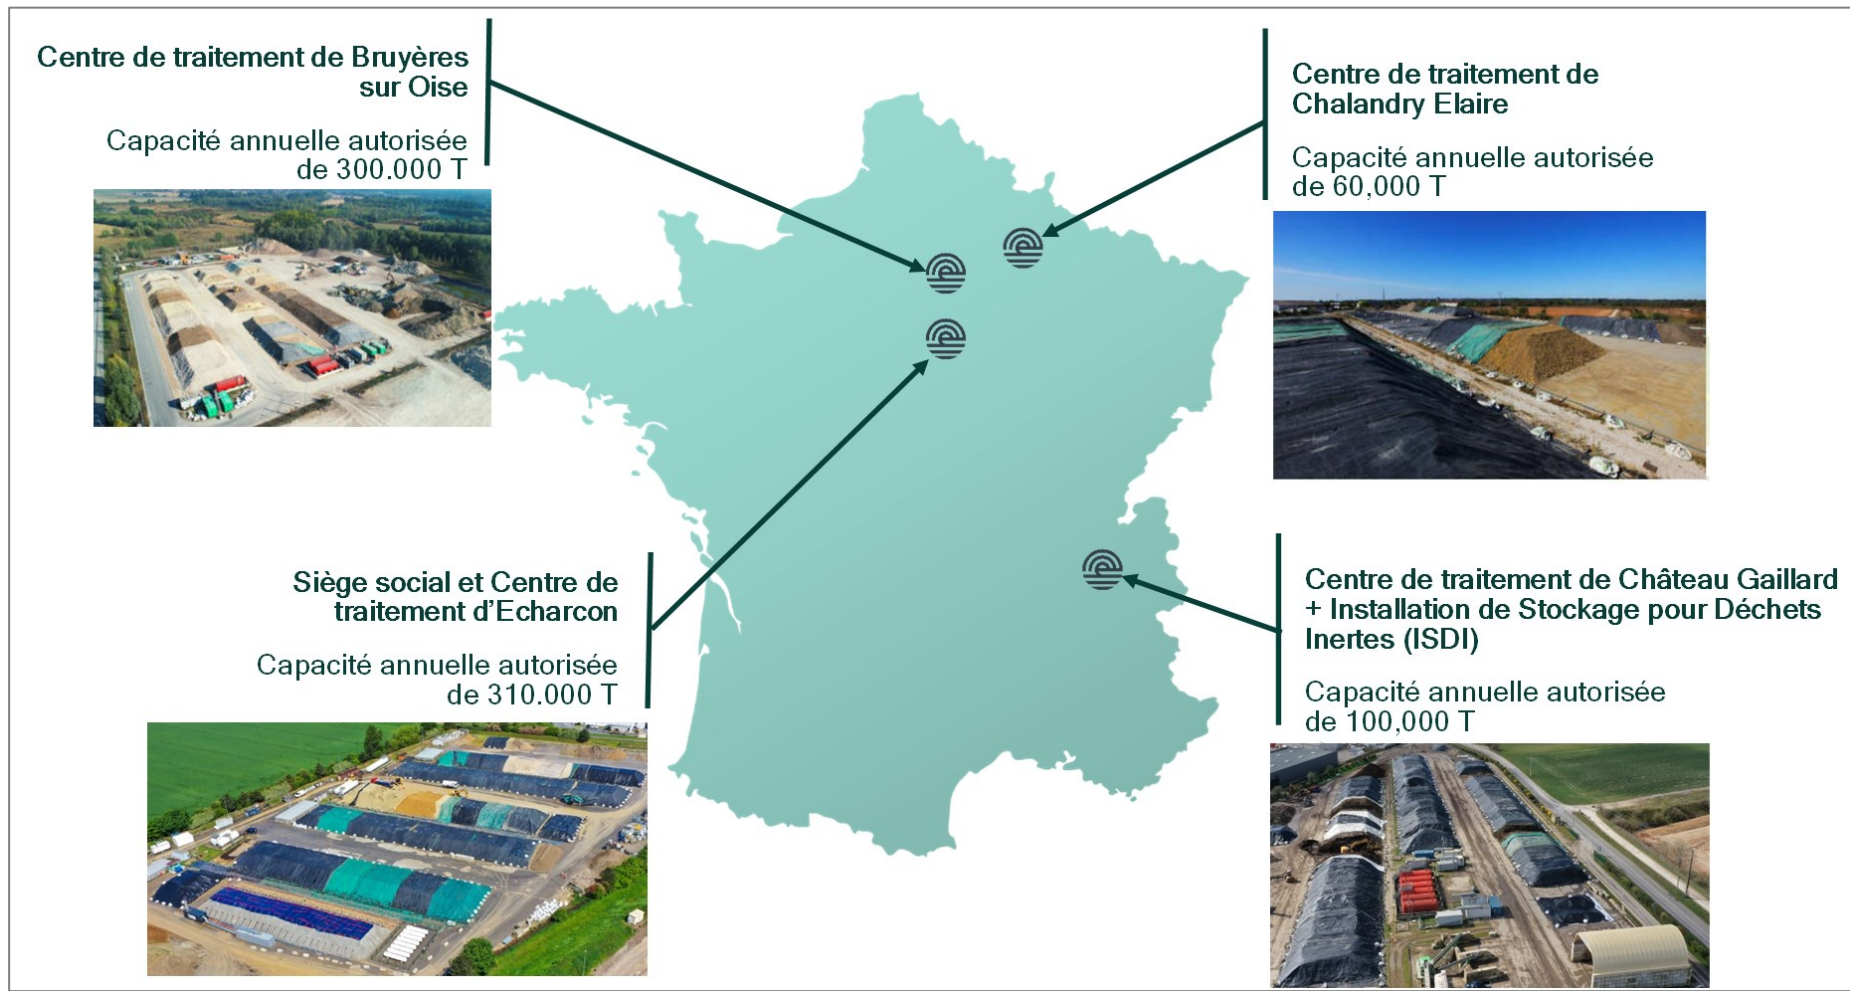 Centre de traitement de Bruyères
sur Oise
Capacité annuelle autorisée
de 300.000 T
Centre de traitement de
Chalandry Elaire
Capacité annuelle autorisée
de 60,000 T
Siège social et Centre de
traitement d'Echarcon
Capacité annuelle autorisée
de 310.000 T
Centre de traitement de Château Gaillard
+ Installation de Stockage pour Déchets
Inertes (ISDI)
Capacité annuelle autorisée
de 100,000 T